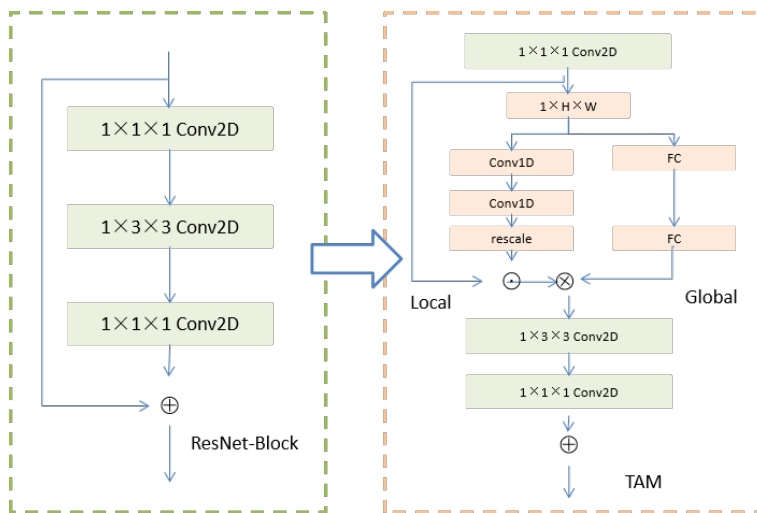 1×1×1 Conv2D
1×3×3 Conv2D
1×1×1 Conv2D
ResNet-Block
1×1×1 Conv2D
1×H×W
Conv1D
FC
Conv1D
rescale
FC
Local
Global
1×3×3 Conv2D
1×1×1 Conv2D
TAM